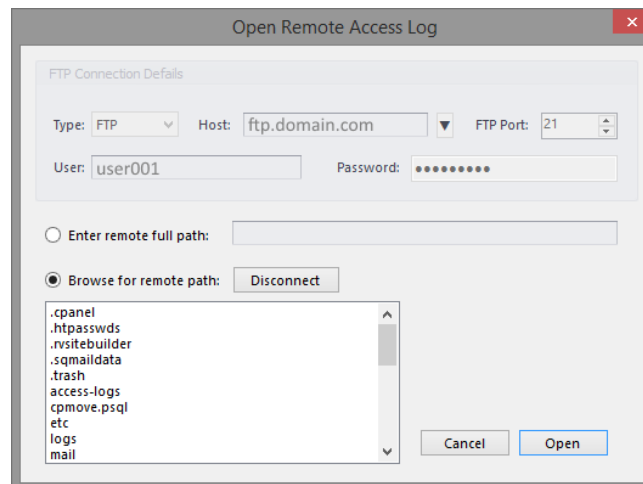 Open Remote Access Log
x
FTP Connection Defails
Type: FTP Host: ftp.domain.com FTP Port: 21
User: user001 Password: •••••••••
Enter remote full path:
Browse for remote path: Disconnect
.cpanel
.htpasswds
.rvsitebuilder
.sqmaildata
.trash
access-logs
cpmove.psql
etc
logs
mail
Cancel Open